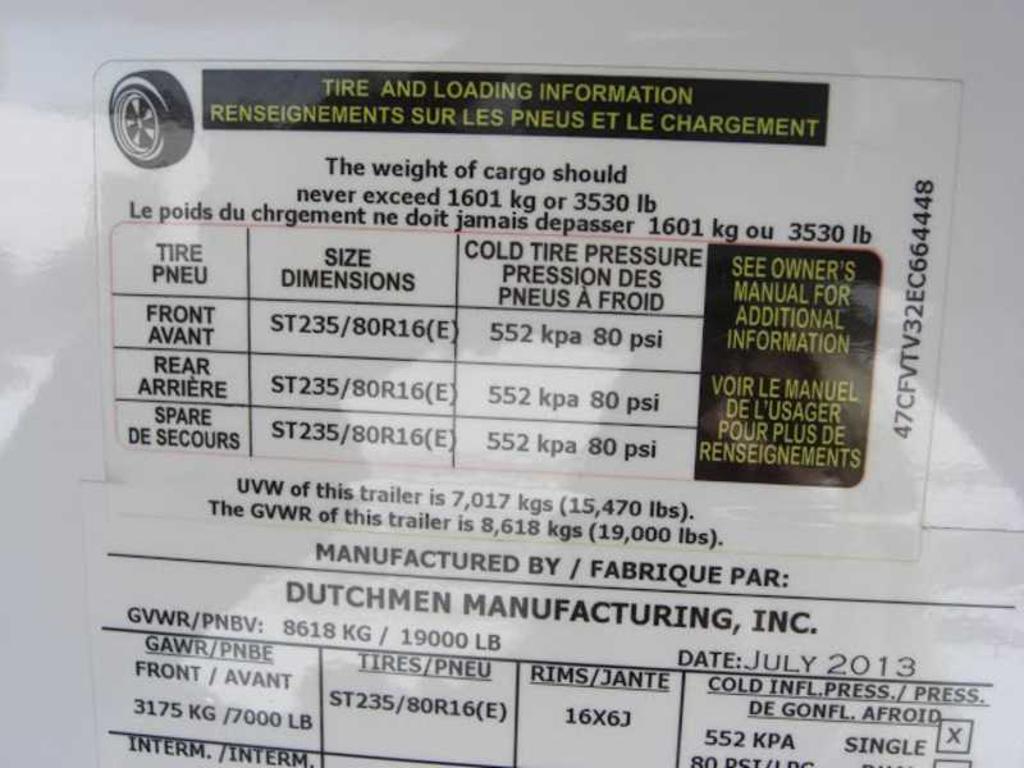 TIRE AND LOADING INFORMATION
RENSEIGNEMENTS SUR LES PNEUS ET LE CHARGEMENT
The weight of cargo should
never exceed 1601 kg or 3530 lb
Le poids du chrgement ne doit jamais depasser 1601 kg ou 3530 lb
TIRE
PNEU
SIZE
DIMENSIONS
COLD TIRE PRESSURE
PRESSION DES
PNEUS À FROID
FRONT
AVANT
ST235/80R16(E)
552 kpa 80 psi
REAR
ARRIÈRE
ST235/80R16(E)
552 kpa 80 psi
SPARE
DE SECOURS
ST235/80R16(E)
552 kpa 80 psi
SEE OWNER'S
MANUAL FOR
ADDITIONAL
INFORMATION
VOIR LE MANUEL
DE L'USAGER
POUR PLUS DE
RENSEIGNEMENTS
47CFVTV32EC664448
UVW of this trailer is 7,017 kgs (15,470 lbs).
The GVWR of this trailer is 8,618 kgs (19,000 lbs).
MANUFACTURED BY / FABRIQUE PAR:
DUTCHMEN MANUFACTURING, INC.
GVWR/PNBV: 8618 KG / 19000 LB
DATE:JULY 2013
GAWR/PNBE
FRONT / AVANT
3175 KG /7000 LB
TIRES/PNEU
ST235/80R16(E)
RIMS/JANTE
16X6J
COLD INFL.PRESS./ PRESS.
DE GONFL. AFROID
552 KPA SINGLE X
80 PSI/LPC
INTERM. /INTERM.